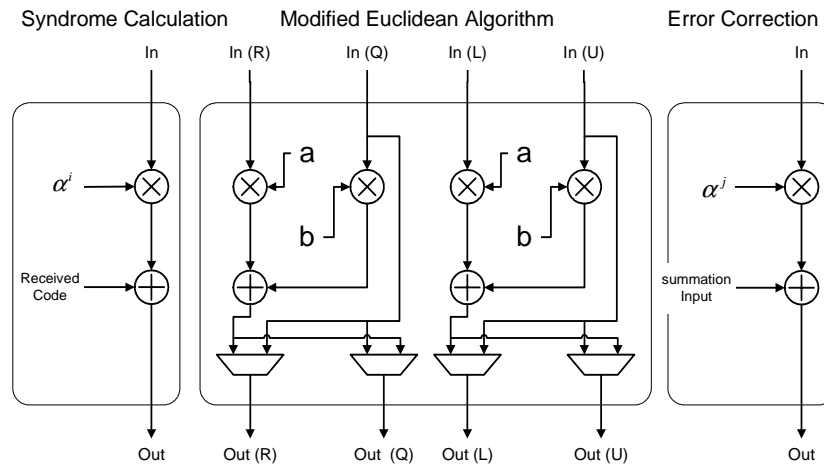 Syndrome Calculation Modified Euclidean Algorithm Error Correction
In In (R) In (Q) In (L) In (U) In
a a
α^i α^j
b b
Received
Code
summation
Input
Out Out (R) Out (Q) Out (L) Out (U) Out